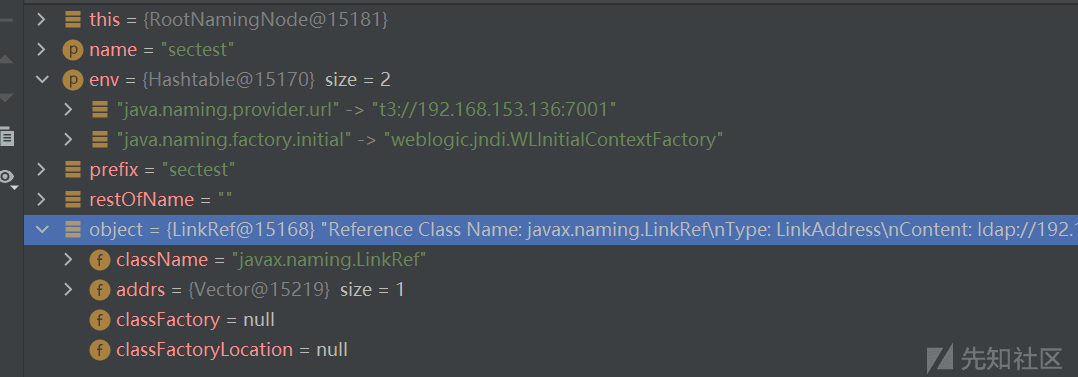 this = {RootNamingNode@15181}
name = "sectest"
env = {Hashtable@15170} size = 2
"java.naming.provider.url" -> "t3://192.168.153.136:7001"
"java.naming.factory.initial" -> "weblogic.jndi.WLInitialContextFactory"
prefix = "sectest"
restOfName = ""
object = {LinkRef@15168} "Reference Class Name: javax.naming.LinkRef\nType: LinkAddress\nContent: ldap://192.1
className = "javax.naming.LinkRef"
addrs = {Vector@15219} size = 1
classFactory = null
classFactoryLocation = null
先知社区